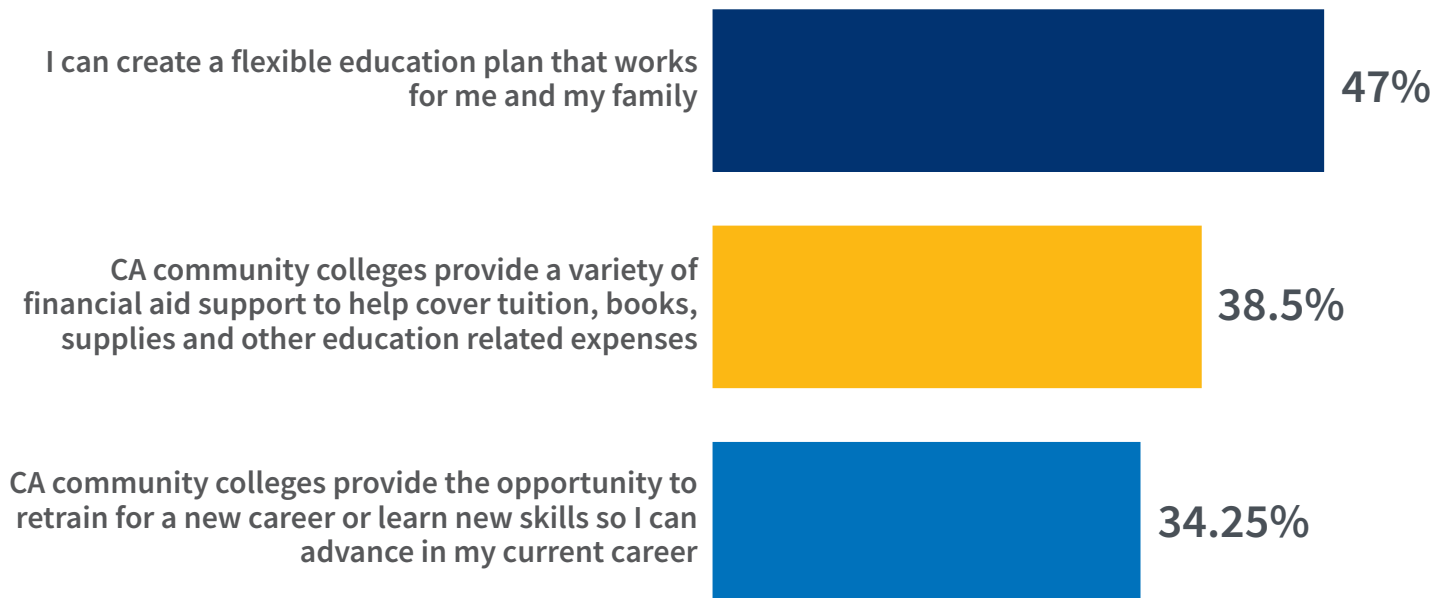 I can create a flexible education plan that works
for me and my family
47%
CA community colleges provide a variety of
financial aid support to help cover tuition, books,
supplies and other education related expenses
38.5%
CA community colleges provide the opportunity to
retrain for a new career or learn new skills so I can
advance in my current career
34.25%